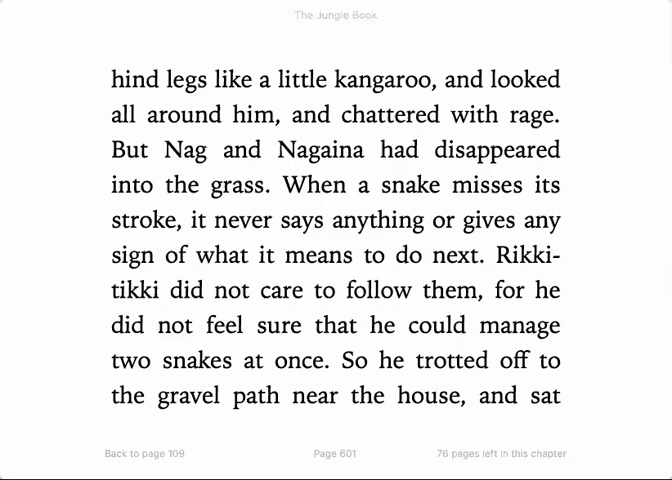 The Jungle Book
hind legs like a little kangaroo, and looked
all around him, and chattered with rage.
But Nag and Nagaina had disappeared
into the grass. When a snake misses its
stroke, it never says anything or gives any
sign of what it means to do next. Rikki-
tikki did not care to follow them, for he
did not feel sure that he could manage
two snakes at once. So he trotted off to
the gravel path near the house, and sat
Back to page 109
Page 601
76 pages left in this chapter